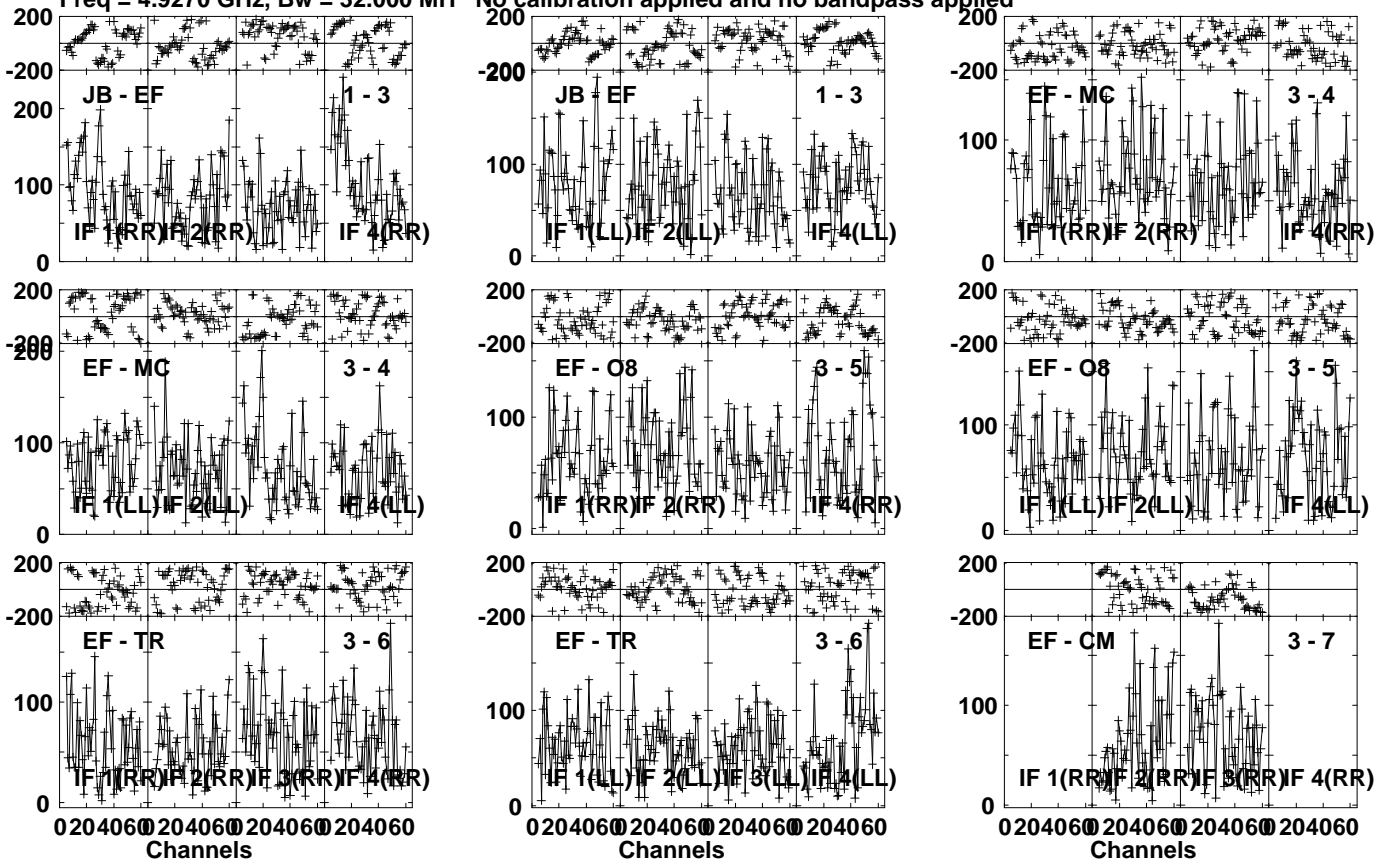 Freq = 4.9270 GHz, Bw = 32.000 MH No calibration applied and no bandpass applied
200 200 200
-200 -200 -200
JB - EF 1 - 3 JB - EF 1 - 3 EF - MC 3 - 4
200 200
100 100 100
IF 1(RR) IF 2(RR) IF 4(RR) IF 1(LL) IF 2(LL) IF 4(LL) IF 1(RR) IF 2(RR) IF 4(RR)
0 0 0
200 200 200
-200 -200 -200
200
EF - MC 3 - 4 EF - O8 3 - 5 EF - O8 3 - 5
100 100 100
IF 1(LL) IF 2(LL) IF 4(LL) IF 1(RR) IF 2(RR) IF 4(RR) IF 1(LL) IF 2(LL) IF 4(LL)
0 0 0
200 200 200
-200 -200 -200
EF - TR 3 - 6 EF - TR 3 - 6 EF - CM 3 - 7
100 100 100
IF 1(RR) IF 2(RR) IF 3(RR) IF 4(RR) IF 1(LL) IF 2(LL) IF 3(LL) IF 4(LL) IF 1(RR) IF 2(RR) IF 3(RR) IF 4(RR)
0 0 0
0 20 40 60 0 20 40 60 0 20 40 60 0 20 40 60 0 20 40 60 0 20 40 60 0 20 40 60 0 20 40 60 0 20 40 60 0 20 40 60 0 20 40 60 0 20 40 60
Channels Channels Channels